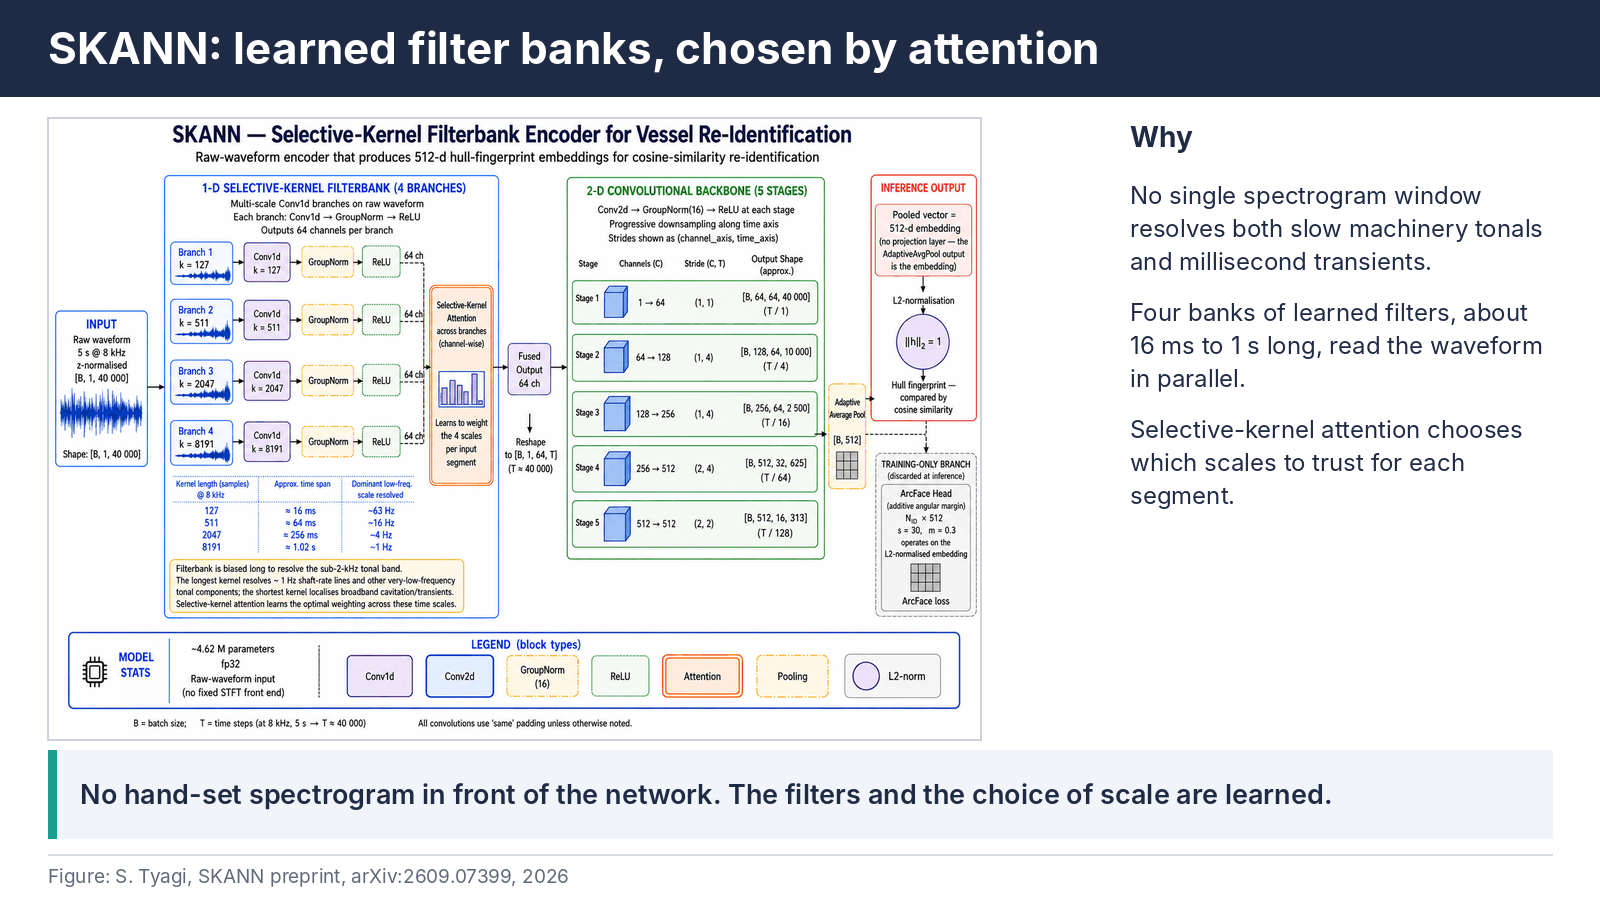 SKANN: learned filter banks, chosen by attention
SKANN — Selective-Kernel Filterbank Encoder for Vessel Re-Identification
Raw-waveform encoder that produces 512-d hull-fingerprint embeddings for cosine-similarity re-identification
INPUT
Raw waveform
5 s @ 8 kHz
z-normalised
[B, 1, 40 000]
Shape: [B, 1, 40 000]
1-D SELECTIVE-KERNEL FILTERBANK (4 BRANCHES)
Multi-scale Conv1d branches on raw waveform
Each branch: Conv1d → GroupNorm → ReLU
Outputs 64 channels per branch
Branch 1
k = 127
Conv1d
k = 127
GroupNorm
ReLU
64 ch
Branch 2
k = 511
Conv1d
k = 511
GroupNorm
ReLU
64 ch
Branch 3
k = 2047
Conv1d
k = 2047
GroupNorm
ReLU
64 ch
Branch 4
k = 8191
Conv1d
k = 8191
GroupNorm
ReLU
64 ch
Kernel length (samples)
@ 8 kHz
Approx. time span
Dominant low-freq.
scale resolved
127 ≈ 16 ms ~63 Hz
511 ≈ 64 ms ~16 Hz
2047 ≈ 256 ms ~4 Hz
8191 ≈ 1.02 s ~1 Hz
Filterbank is biased long to resolve the sub-2-kHz tonal band.
The longest kernel resolves ~ 1 Hz shaft-rate lines and other very-low-frequency
tonal components; the shortest kernel localises broadband cavitation/transients.
Selective-kernel attention learns the optimal weighting across these time scales.
Selective-Kernel
Attention
across branches
(channel-wise)
Learns to weight
the 4 scales
per input
segment
Fused
Output
64 ch
Reshape
to [B, 1, 64, T]
(T ≈ 40 000)
2-D CONVOLUTIONAL BACKBONE (5 STAGES)
Conv2d → GroupNorm(16) → ReLU at each stage
Progressive downsampling along time axis
Strides shown as (channel_axis, time_axis)
Stage
Channels (C)
Stride (C, T)
Output Shape
(approx.)
Stage 1
1 → 64
(1, 1)
[B, 64, 64, 40 000]
(T / 1)
Stage 2
64 → 128
(1, 4)
[B, 128, 64, 10 000]
(T / 4)
Stage 3
128 → 256
(1, 4)
[B, 256, 64, 2 500]
(T / 16)
Stage 4
256 → 512
(2, 4)
[B, 512, 32, 625]
(T / 64)
Stage 5
512 → 512
(2, 2)
[B, 512, 16, 313]
(T / 128)
Adaptive
Average Pool
[B, 512]
INFERENCE OUTPUT
Pooled vector =
512-d embedding
(no projection layer — the
AdaptiveAvgPool output
is the embedding)
L2-normalisation
||h||2 = 1
Hull fingerprint —
compared by
cosine similarity
TRAINING-ONLY BRANCH
(discarded at inference)
ArcFace Head
(additive angular margin)
NID × 512
s = 30, m = 0.3
operates on the
L2-normalised embedding
ArcFace loss
MODEL
STATS
~4.62 M parameters
fp32
Raw-waveform input
(no fixed STFT front end)
LEGEND (block types)
Conv1d
Conv2d
GroupNorm
(16)
ReLU
Attention
Pooling
L2-norm
B = batch size; T = time steps (at 8 kHz, 5 s → T ≈ 40 000)
All convolutions use 'same' padding unless otherwise noted.
Why
No single spectrogram window
resolves both slow machinery tonals
and millisecond transients.
Four banks of learned filters, about
16 ms to 1 s long, read the waveform
in parallel.
Selective-kernel attention chooses
which scales to trust for each
segment.
No hand-set spectrogram in front of the network. The filters and the choice of scale are learned.
Figure: S. Tyagi, SKANN preprint, arXiv:2609.07399, 2026